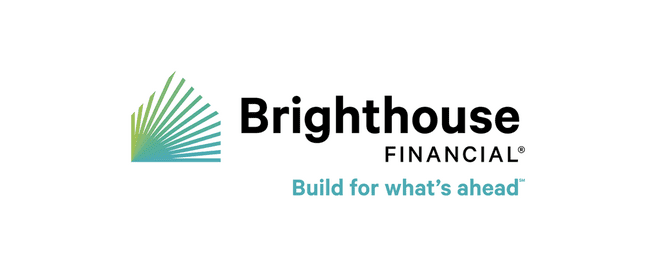 Brighthouse
FINANCIAL®
Build for what's ahead℠